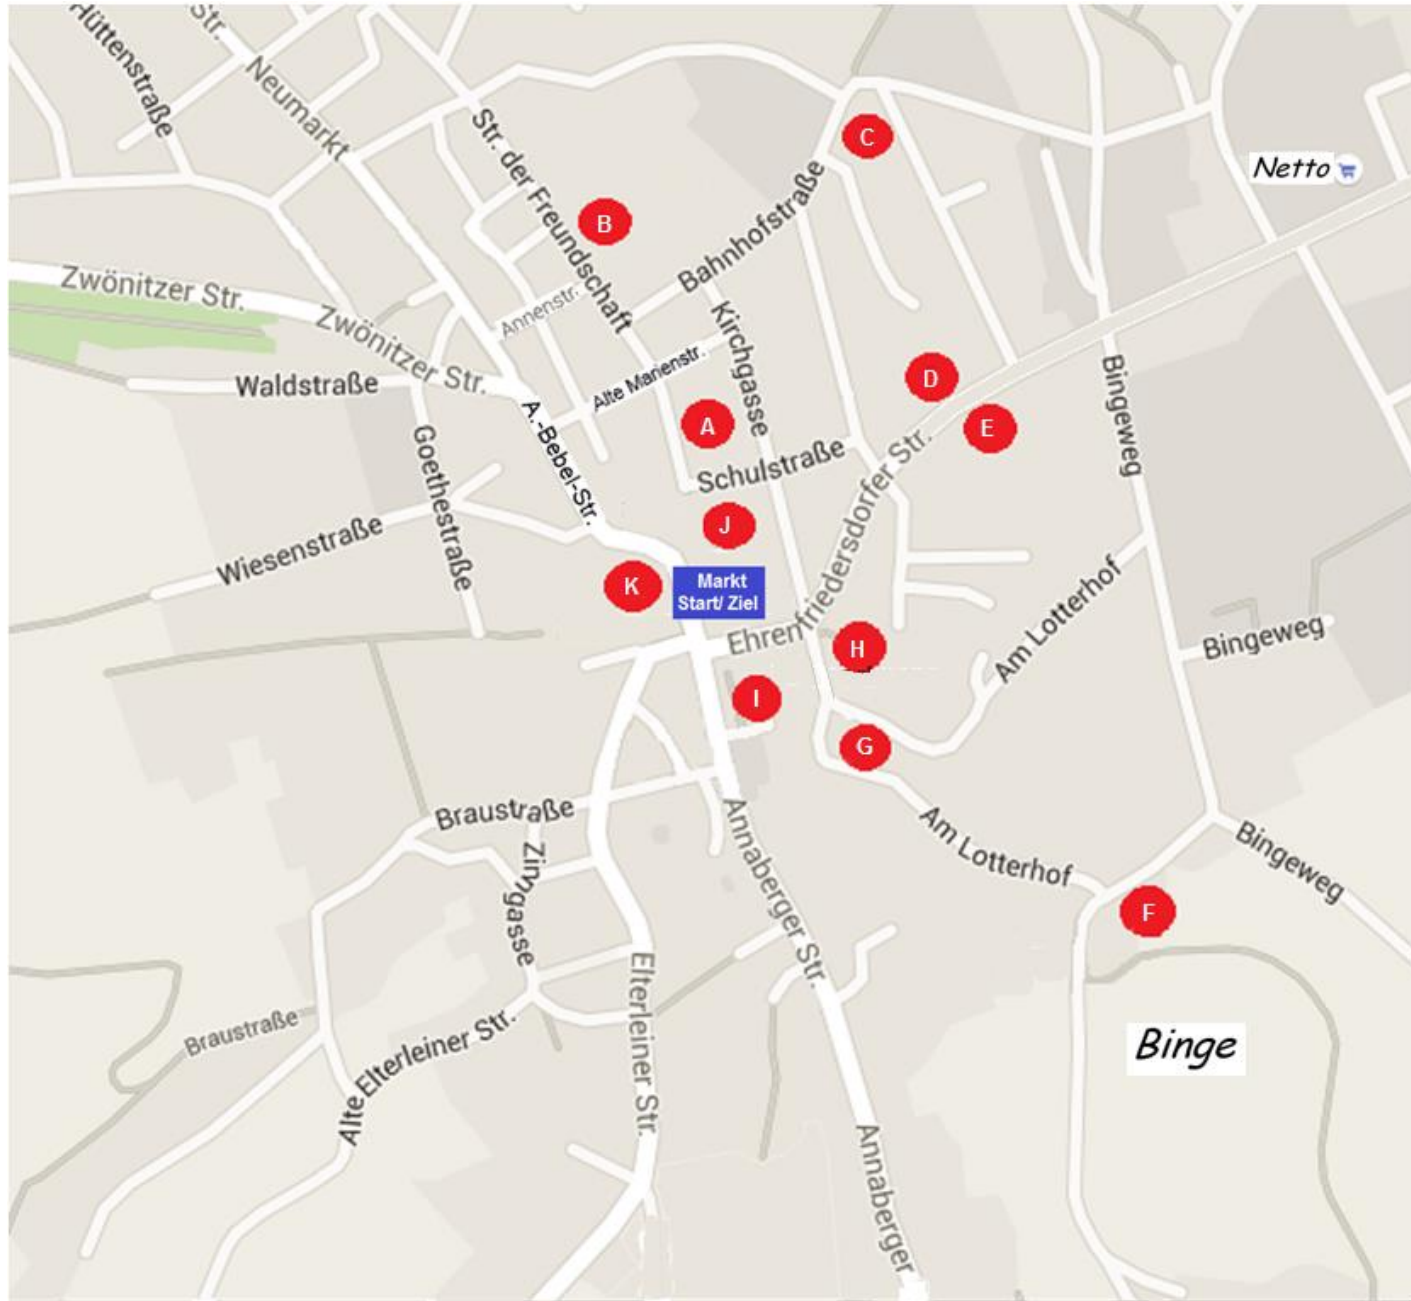 Hüttenstraße
Str.
Neumarkt
Str. der Freundschaft
C
Netto
B
Bahnhofstraße
Zwönitzer Str.
Zwönitzer Str.
Annenstr.
Kirchgasse
Waldstraße
Alte Marienstr.
D
Bingeweg
A.-Bebel-Str.
A
E
Goethestraße
Schulstraße
Ehrenfriedersdorfer Str.
J
Wiesenstraße
K
Markt
Start/ Ziel
Am Lotterhof
Bingeweg
H
I
G
Braustraße
Zinngasse
Annaberger Str.
Am Lotterhof
Bingeweg
F
Elterleiner Str.
Braustraße
Alte Elterleiner Str.
Binge
Annaberger